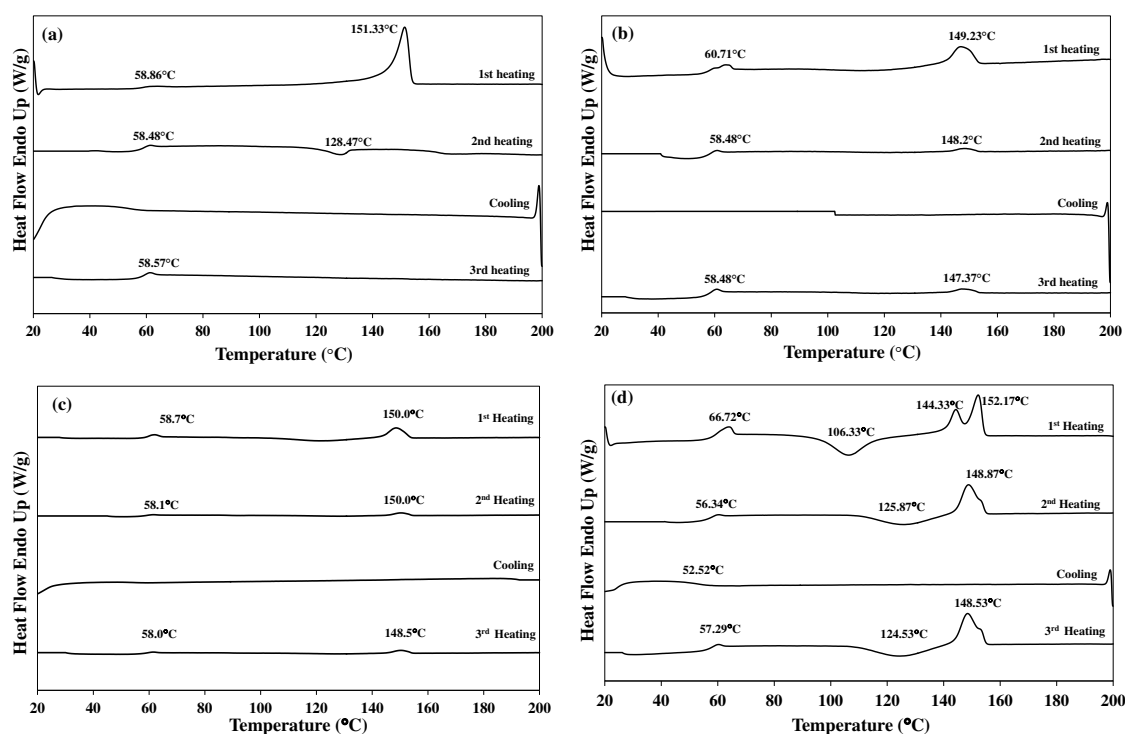 (a)
Heat Flow Endo Up (W/g)
151.33°C
58.86°C
1st heating
58.48°C
128.47°C
2nd heating
Cooling
58.57°C
3rd heating
20 40 60 80 100 120 140 160 180 200
Temperature (°C)
(b)
Heat Flow Endo Up (W/g)
149.23°C
60.71°C
1st heating
58.48°C
148.2°C
2nd heating
Cooling
58.48°C
147.37°C
3rd heating
20 40 60 80 100 120 140 160 180 200
Temperature (°C)
(c)
Heat Flow Endo Up (W/g)
58.7°C
150.0°C
1st Heating
58.1°C
150.0°C
2nd Heating
Cooling
58.0°C
148.5°C
3rd Heating
20 40 60 80 100 120 140 160 180 200
Temperature (°C)
(d)
Heat Flow Endo Up (W/g)
144.33°C
152.17°C
66.72°C
106.33°C
1st Heating
148.87°C
56.34°C
125.87°C
2nd Heating
52.52°C
Cooling
148.53°C
57.29°C
124.53°C
3rd Heating
20 40 60 80 100 120 140 160 180 200
Temperature (°C)